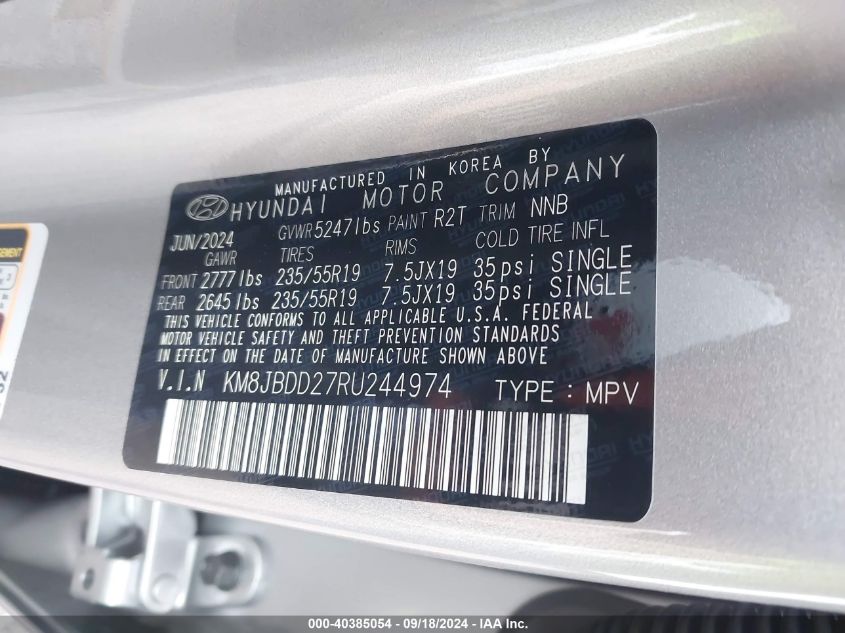 MANUFACTURED IN KOREA BY
HYUNDAI MOTOR COMPANY
JUN/2024 GVWR 5247lbs PAINT R2T TRIM NNB
GAWR TIRES RIMS COLD TIRE INFL
FRONT 2777lbs 235/55R19 7.5JX19 35psi SINGLE
REAR 2645lbs 235/55R19 7.5JX19 35psi SINGLE
THIS VEHICLE CONFORMS TO ALL APPLICABLE U.S.A. FEDERAL
MOTOR VEHICLE SAFETY AND THEFT PREVENTION STANDARDS
IN EFFECT ON THE DATE OF MANUFACTURE SHOWN ABOVE
V.I.N KM8JBDD27RU244974 TYPE : MPV
000-40385054 - 09/18/2024 - IAA Inc.